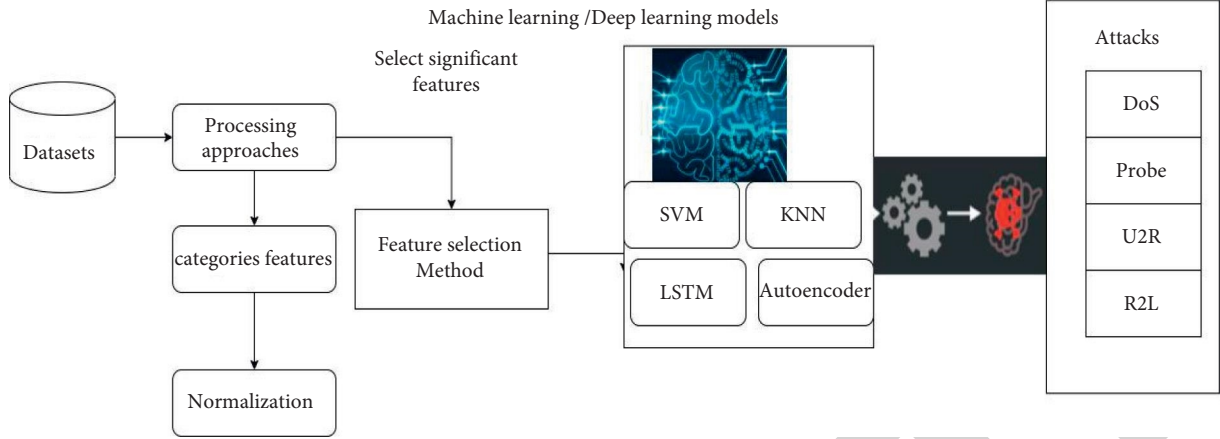 Machine learning /Deep learning models
Select significant
features
Datasets
Processing
approaches
categories features
Normalization
Feature selection
Method
SVM
KNN
LSTM
Autoencoder
Attacks
DoS
Probe
U2R
R2L